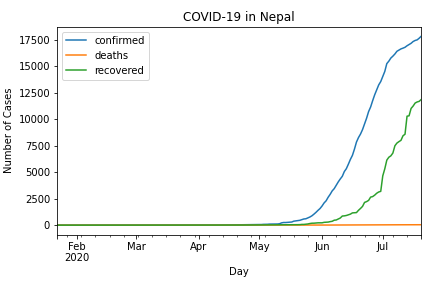 COVID-19 in Nepal
confirmed
deaths
recovered
17500
15000
12500
10000
7500
5000
2500
0
Number of Cases
Feb Mar Apr May Jun Jul
2020
Day